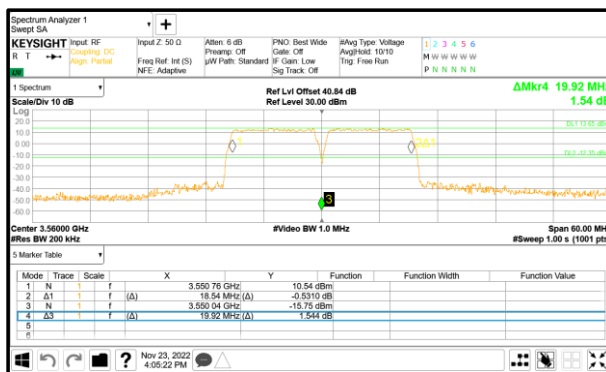 Spectrum Analyzer 1
Swept SA
KEYSIGHT
R T
LXI
Input: RF
Coupling: DC
Align: Partial
Input Z: 50 Ω
Freq Ref: Int (S)
NFE: Adaptive
Atten: 6 dB
Preamp: Off
µW Path: Standard
PNO: Best Wide
Gate: Off
IF Gain: Low
Sig Track: Off
#Avg Type: Voltage
Avg|Hold: 10/10
Trig: Free Run
1 2 3 4 5 6
M W W W W W
P N N N N N
1 Spectrum
Scale/Div 10 dB
Ref Lvl Offset 40.84 dB
Ref Level 30.00 dBm
ΔMkr4 19.92 MHz
1.54 dB
Log
20.0
10.0
0.00
-10.0
-20.0
-30.0
-40.0
-50.0
-60.0
1
3
Center 3.56000 GHz
#Res BW 200 kHz
#Video BW 1.0 MHz
Span 60.00 MHz
#Sweep 1.00 s (1001 pts)
5 Marker Table
Mode Trace Scale X Y Function Function Width Function Value
1 N 1 f 3.550 76 GHz 10.54 dBm
2 Δ1 1 f (Δ) 18.54 MHz (Δ) -0.5310 dB
3 N 1 f 3.550 04 GHz -15.75 dBm
4 Δ3 1 f (Δ) 19.92 MHz (Δ) 1.544 dB
5
6
?
Nov 23, 2022
4:05:22 PM